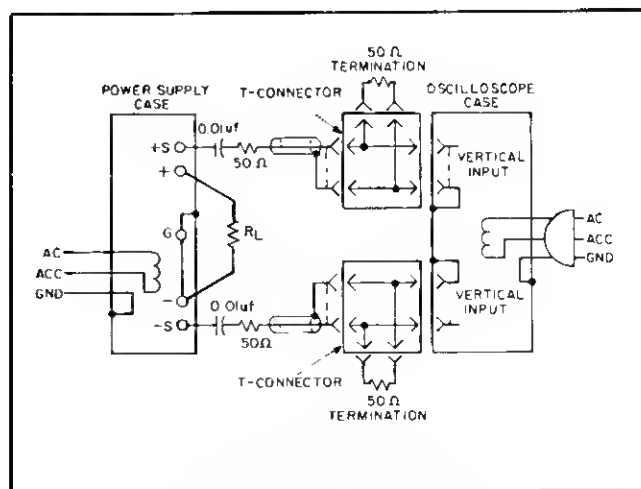 50 Ω
TERMINATION
T-CONNECTOR
POWER SUPPLY
CASE
OSCILLOSCOPE
CASE
0.01uf
+S
50Ω
+
VERTICAL
INPUT
G
RL
AC
ACC
GND
AC
ACC
GND
-
-S
0.01uf
50Ω
VERTICAL
INPUT
T-CONNECTOR
50 Ω
TERMINATION